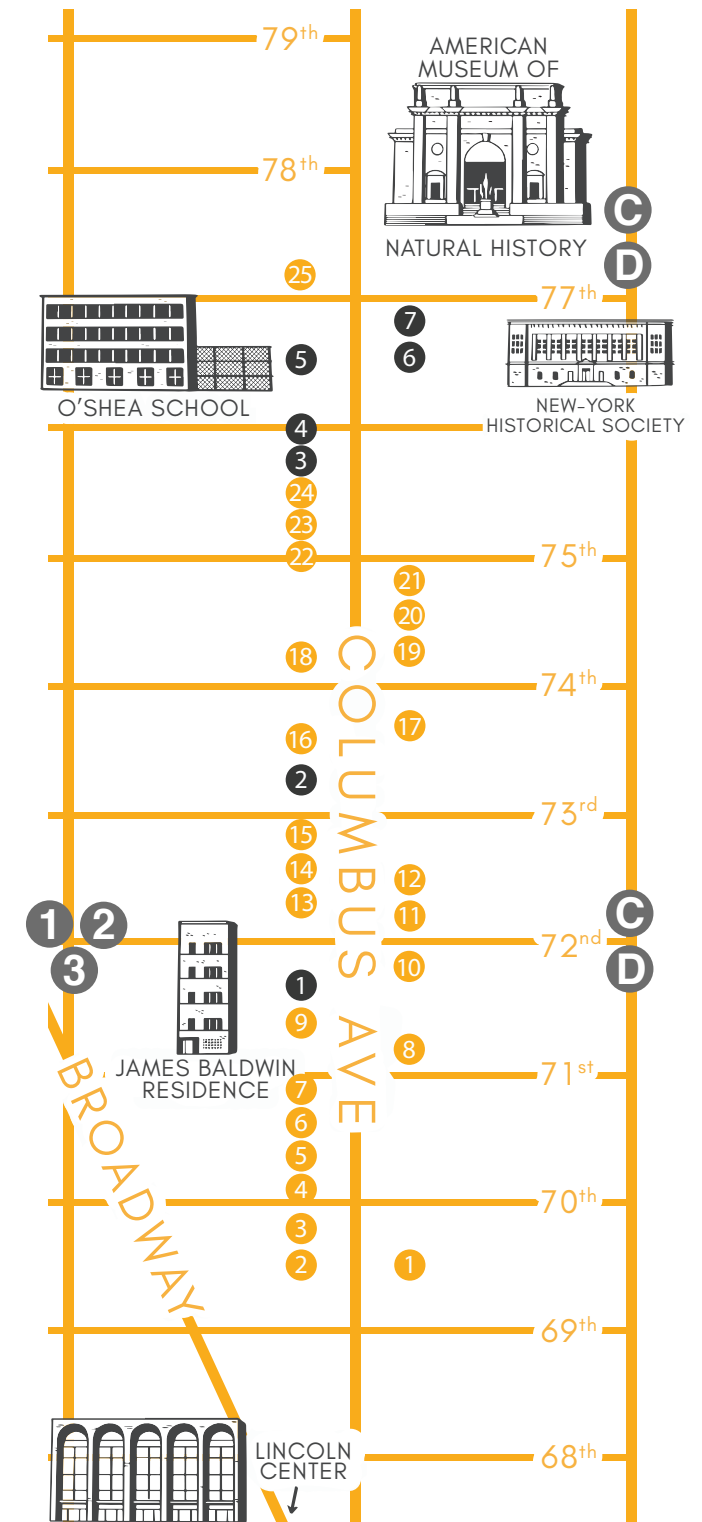 79th
AMERICAN
MUSEUM OF
78th
NATURAL HISTORY
C
D
25
77th
7
6
5
O'SHEA SCHOOL
NEW-YORK
HISTORICAL SOCIETY
4
3
24
23
22
75th
21
20
19
18
74th
17
16
2
73rd
15
14
13
12
11
COLUMBUS AVE
1 2
3
72nd
C
D
10
1
9
8
JAMES BALDWIN
RESIDENCE
71st
7
6
5
4
BROADWAY
70th
3
2
1
69th
LINCOLN
CENTER
68th